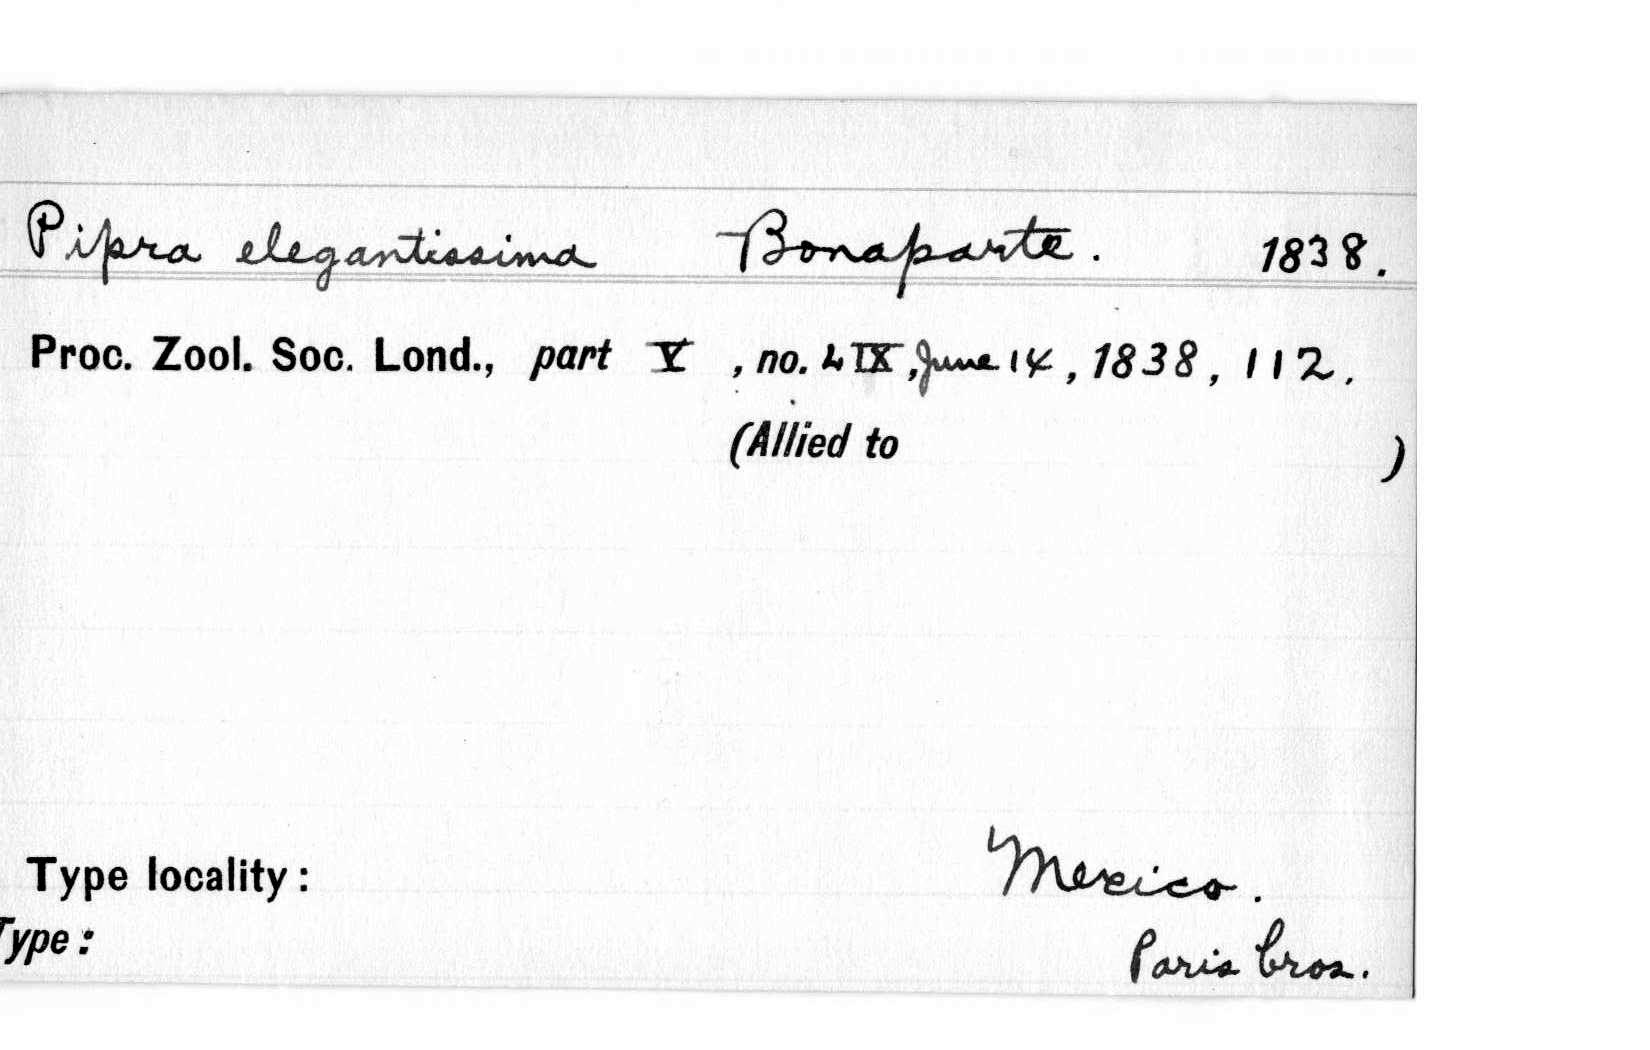 Pipra elegantissima Bonaparte. 1838.
Proc. Zool. Soc. Lond., part V, no. LIX, June 14, 1838, 112.
(Allied to )
Type locality: Mexico.
Type: Paris bros.